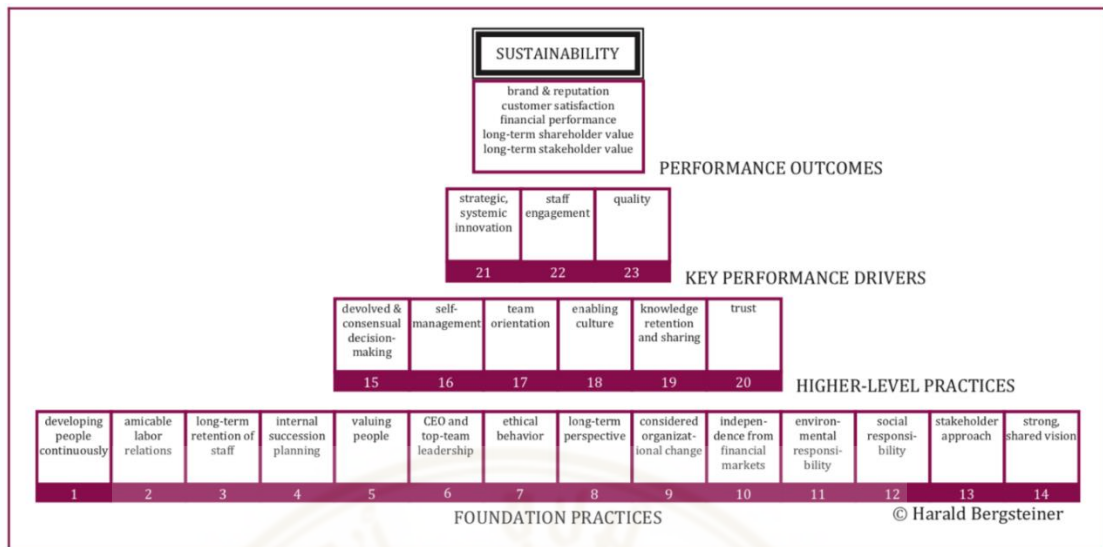 SUSTAINABILITY
brand & reputation
customer satisfaction
financial performance
long-term shareholder value
long-term stakeholder value
PERFORMANCE OUTCOMES
strategic,
systemic
innovation
21
staff
engagement
22
quality
23
KEY PERFORMANCE DRIVERS
devolved &
consensual
decision-
making
15
self-
management
16
team
orientation
17
enabling
culture
18
knowledge
retention
and sharing
19
trust
20
HIGHER-LEVEL PRACTICES
developing
people
continuously
1
amicable
labor
relations
2
long-term
retention of
staff
3
internal
succession
planning
4
valuing
people
5
CEO and
top-team
leadership
6
ethical
behavior
7
long-term
perspective
8
considered
organizat-
ional change
9
indepen-
dence from
financial
markets
10
environ-
mental
responsi-
bility
11
social
responsi-
bility
12
stakeholder
approach
13
strong,
shared vision
14
FOUNDATION PRACTICES
© Harald Bergsteiner